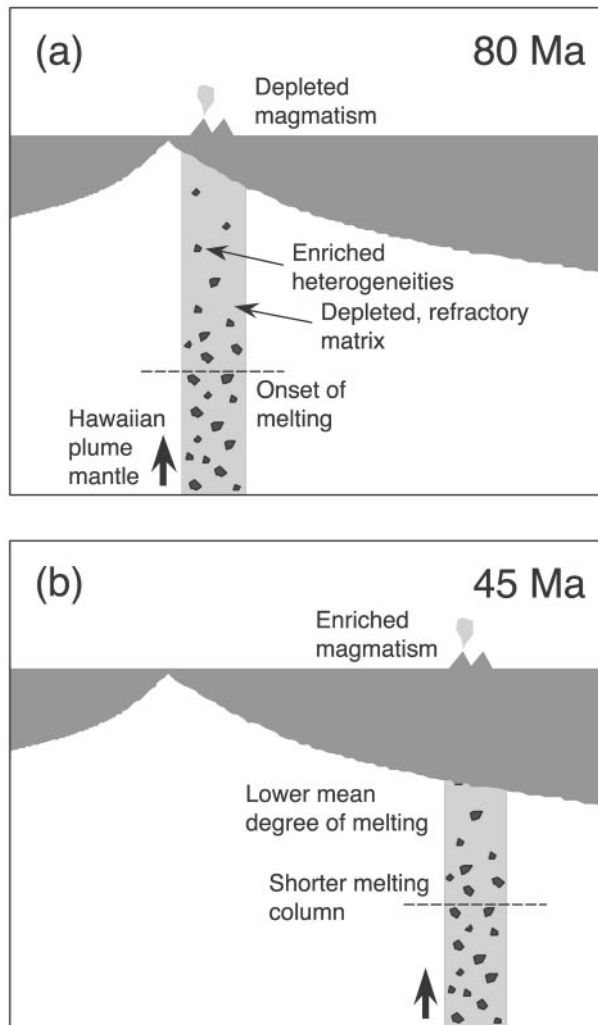 (a)
80 Ma
Depleted
magmatism
Enriched
heterogeneities
Depleted, refractory
matrix
Onset of
melting
Hawaiian
plume
mantle
(b)
45 Ma
Enriched
magmatism
Lower mean
degree of melting
Shorter melting
column